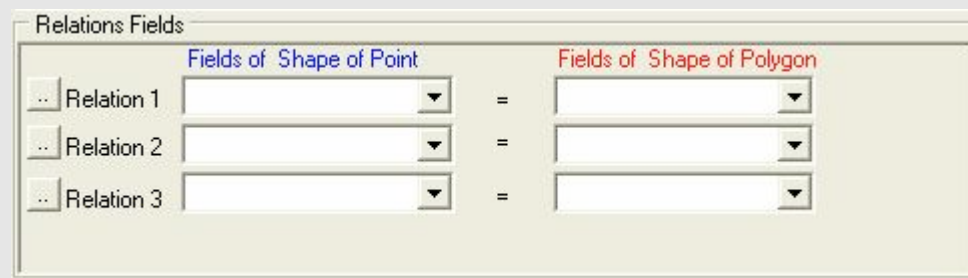 Relations Fields
Fields of Shape of Point Fields of Shape of Polygon
.. Relation 1 =
.. Relation 2 =
.. Relation 3 =